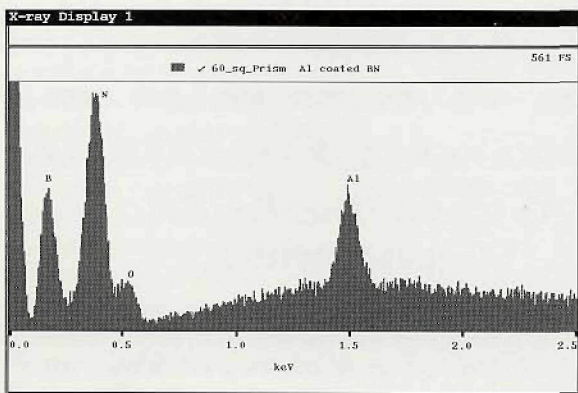 X-ray Display 1
561 FS
✓ 60_sq_Prism Al coated BN
N
B
Al
O
0.0 0.5 1.0 1.5 2.0 2.5
keV